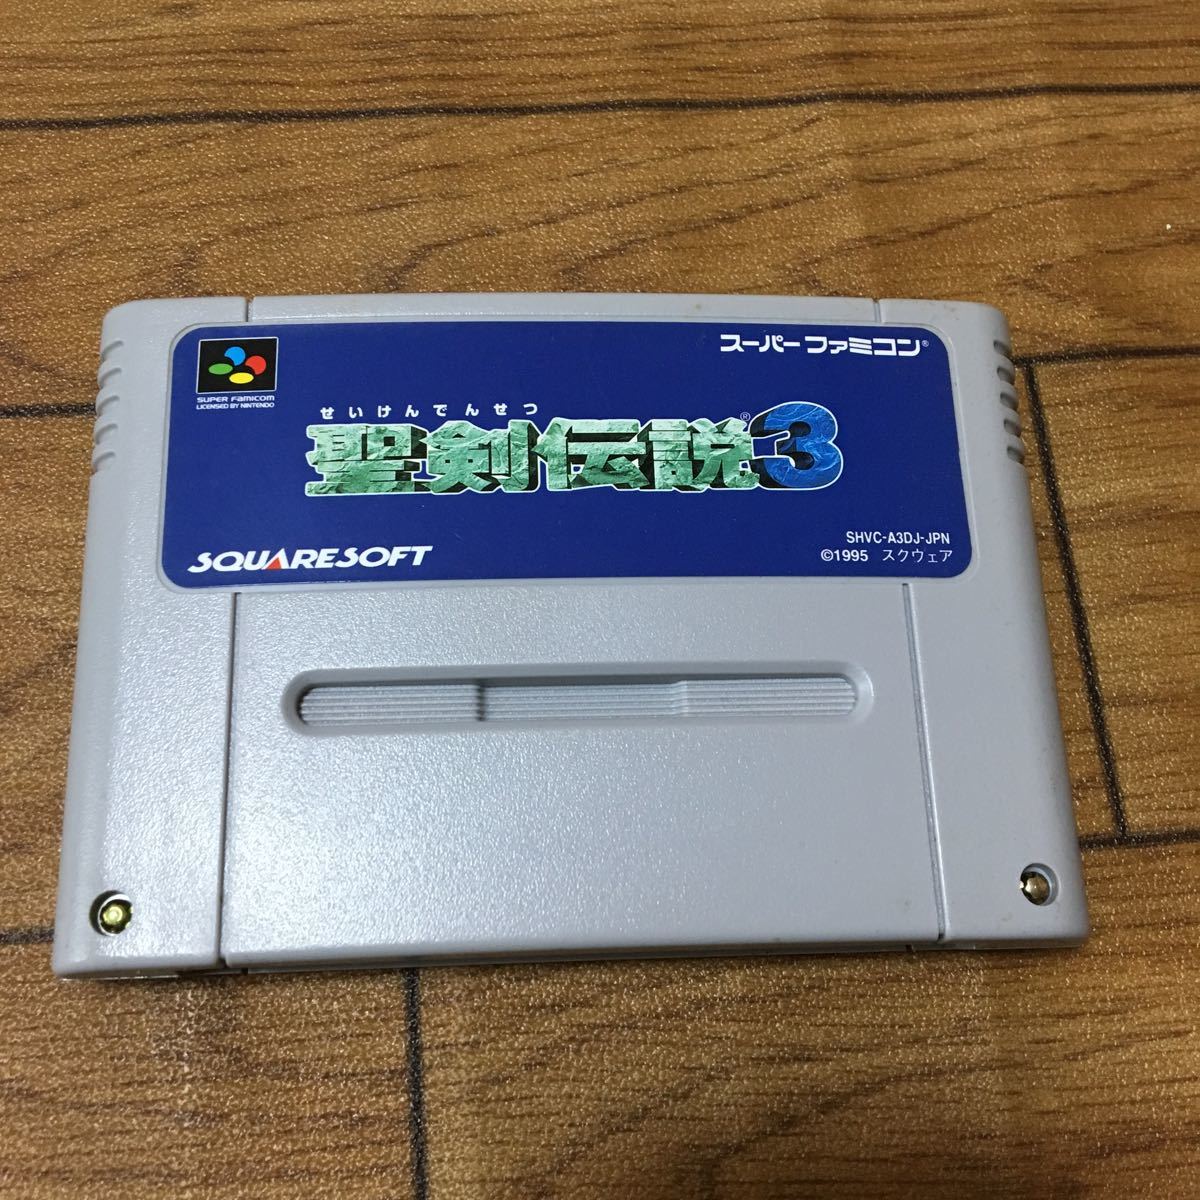 スーパーファミコン®
SUPER FAMICOM
LICENSED BY NINTENDO
せいけんでんせつ
聖剣伝説®3
SHVC-A3DJ-JPN
©1995 スクウェア
SQUARESOFT